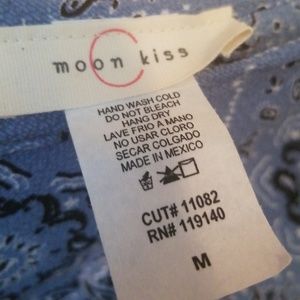 moon kiss
HAND WASH COLD
DO NOT BLEACH
HANG DRY
LAVE FRIO A MANO
NO USAR CLORO
SECAR COLGADO
MADE IN MEXICO
CUT# 11082
RN# 119140
M